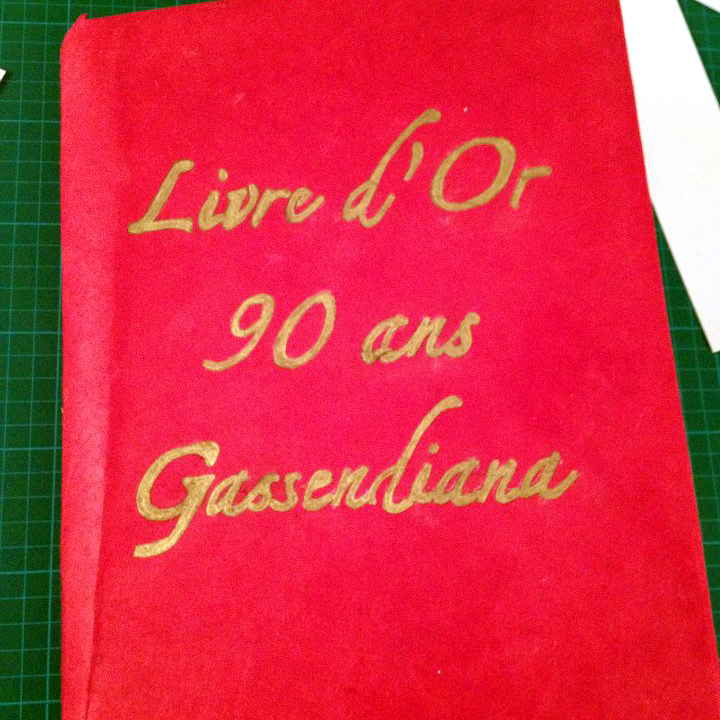 Livre d'Or
90 ans
Gassendiana